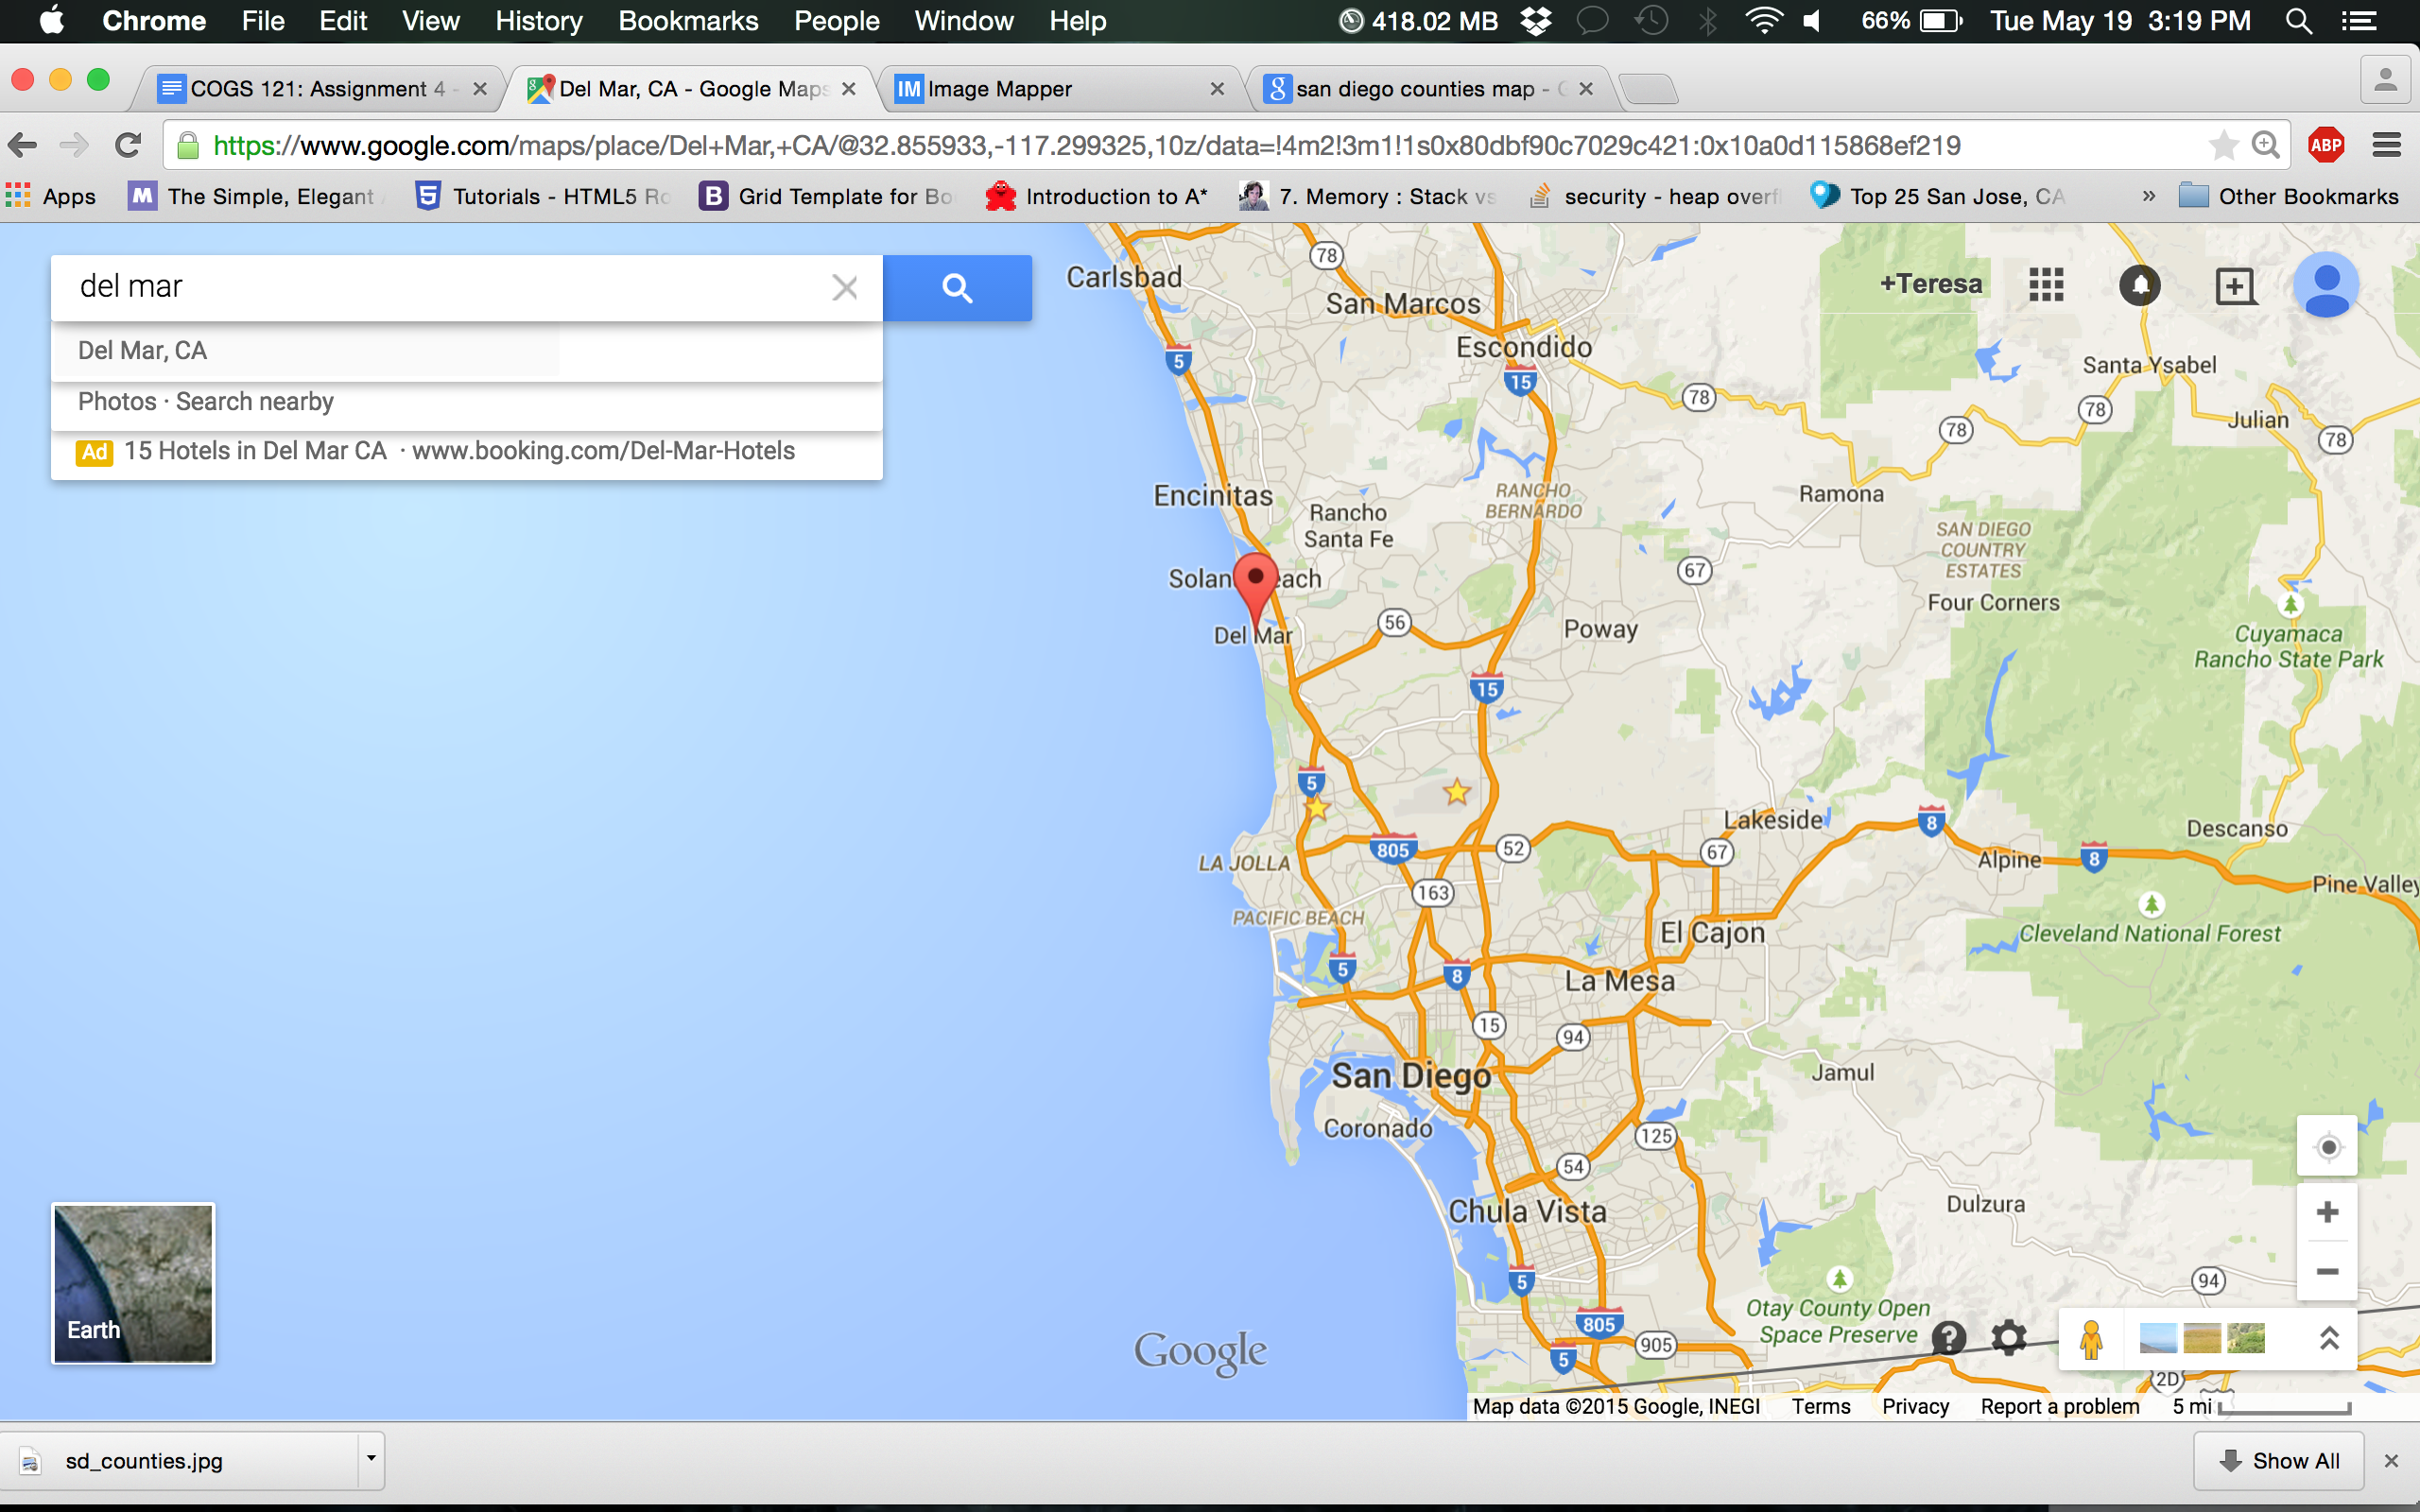 Chrome File Edit View History Bookmarks People Window Help 418.02 MB 66% Tue May 19 3:19 PM
COGS 121: Assignment 4 - Del Mar, CA - Google Maps IM Image Mapper san diego counties map - G
https://www.google.com/maps/place/Del+Mar,+CA/@32.855933,-117.299325,10z/data=!4m2!3m1!1s0x80dbf90c7029c421:0x10a0d115868ef219 ABP
Apps M The Simple, Elegant Tutorials - HTML5 Ro B Grid Template for Bo Introduction to A* 7. Memory : Stack vs security - heap overfl Top 25 San Jose, CA » Other Bookmarks
del mar
Del Mar, CA
Photos · Search nearby
Ad 15 Hotels in Del Mar CA · www.booking.com/Del-Mar-Hotels
+Teresa
78
Carlsbad
San Marcos
Escondido
5
15
78
Santa Ysabel
78
78
Julian
78
Encinitas
RANCHO
BERNARDO
Rancho
Santa Fe
Ramona
SAN DIEGO
COUNTRY
ESTATES
67
Solan each
Four Corners
Del Mar
56
Poway
Cuyamaca
Rancho State Park
15
5
Lakeside
8
Descanso
LA JOLLA
805
52
67
Alpine
8
163
Pine Valley
PACIFIC BEACH
El Cajon
Cleveland National Forest
5
8
La Mesa
15
94
San Diego
Jamul
Coronado
125
54
Chula Vista
Dulzura
5
94
Otay County Open
Space Preserve
805
905
5
2D
Earth
Google
Map data ©2015 Google, INEGI Terms Privacy Report a problem 5 mi
sd_counties.jpg
Show All